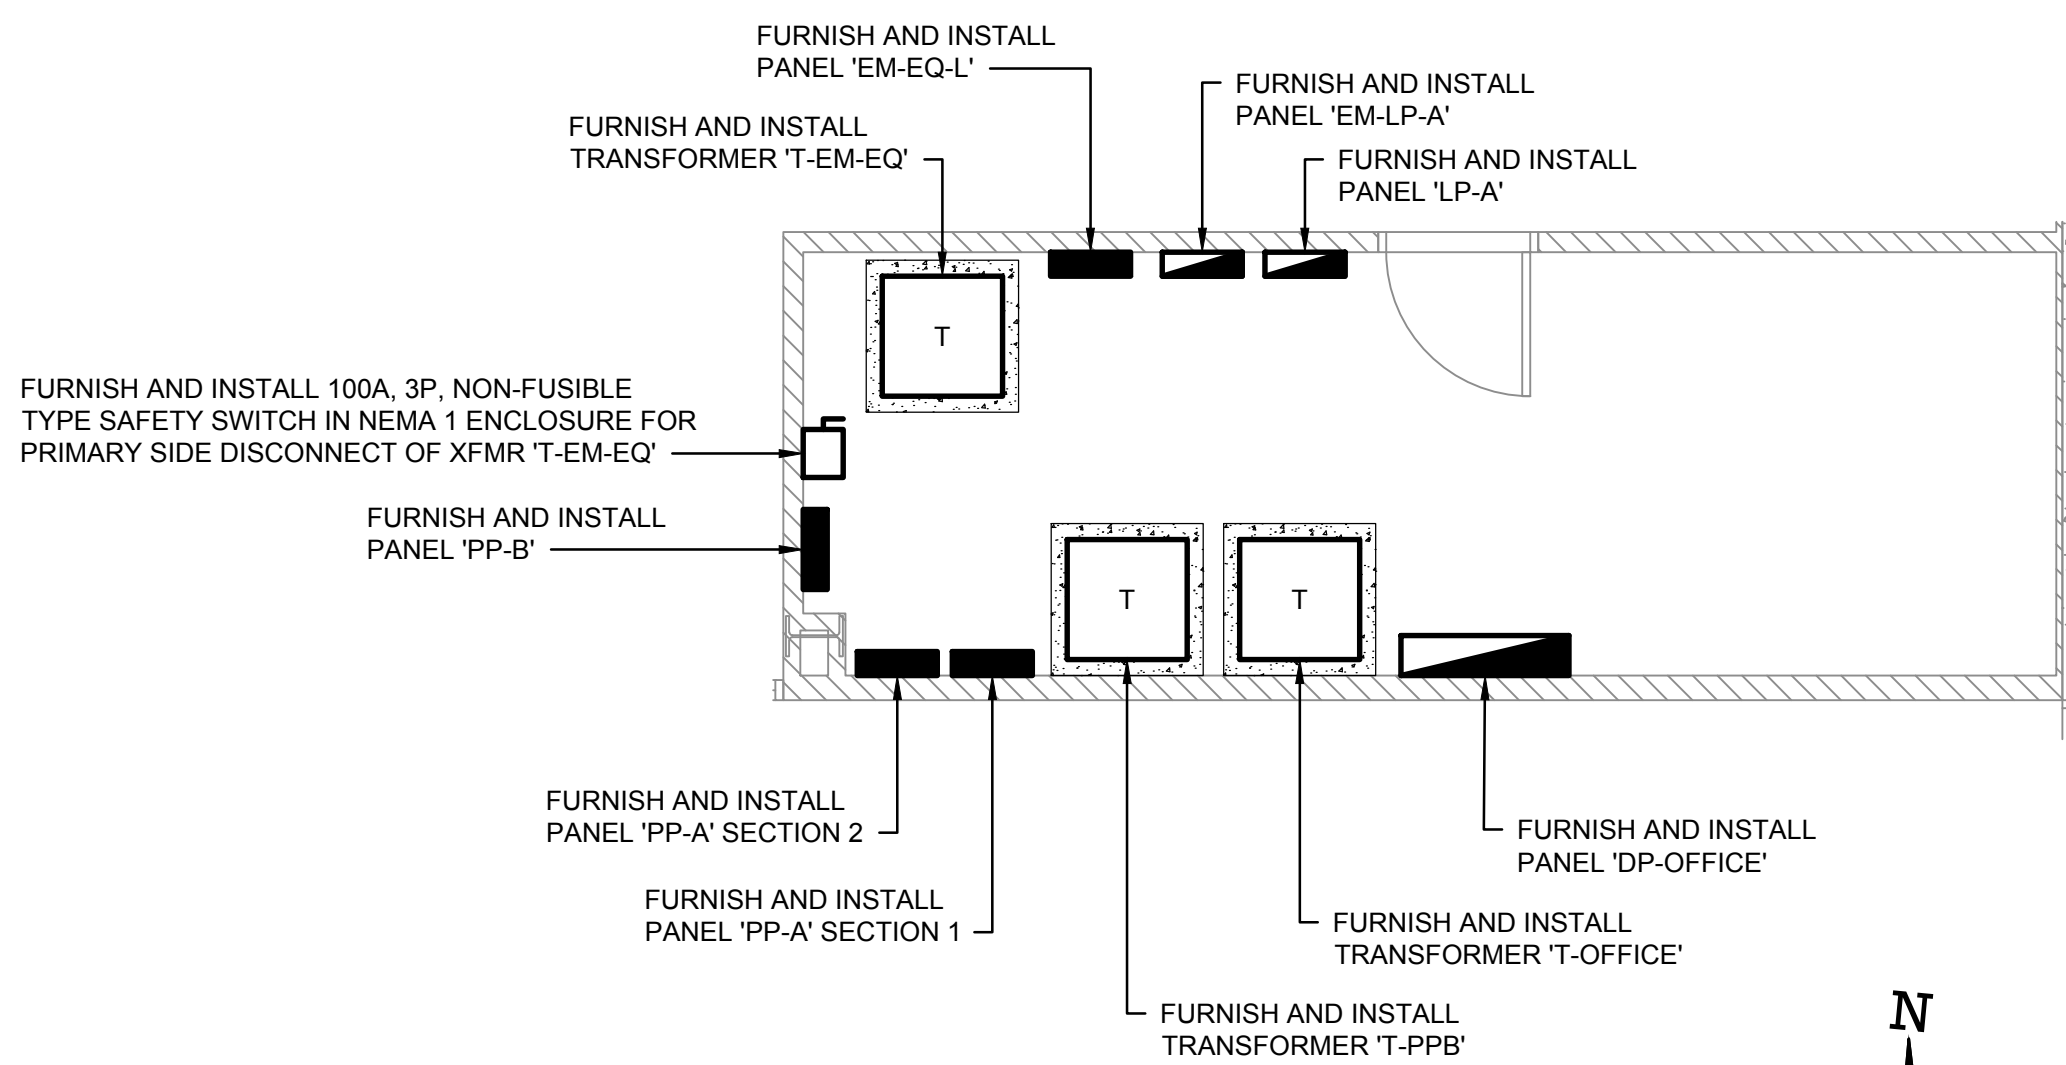 FURNISH AND INSTALL
PANEL 'EM-EQ-L'
FURNISH AND INSTALL
PANEL 'EM-LP-A'
FURNISH AND INSTALL
TRANSFORMER 'T-EM-EQ'
FURNISH AND INSTALL
PANEL 'LP-A'
T
FURNISH AND INSTALL 100A, 3P, NON-FUSIBLE
TYPE SAFETY SWITCH IN NEMA 1 ENCLOSURE FOR
PRIMARY SIDE DISCONNECT OF XFMR 'T-EM-EQ'
FURNISH AND INSTALL
PANEL 'PP-B'
T
T
FURNISH AND INSTALL
PANEL 'PP-A' SECTION 2
FURNISH AND INSTALL
PANEL 'DP-OFFICE'
FURNISH AND INSTALL
PANEL 'PP-A' SECTION 1
FURNISH AND INSTALL
TRANSFORMER 'T-OFFICE'
FURNISH AND INSTALL
TRANSFORMER 'T-PPB'
N